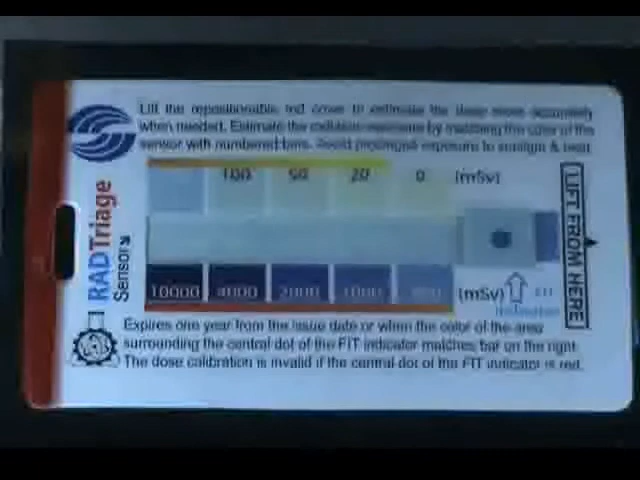 Lift the repositionable red cover to estimate the dose more accurately
when needed. Estimate the radiation exposure by matching the color of the
sensor with numbered bars. Avoid prolonged exposure to sunlight & heat.
100 50 20 0 (mSv)
RADTriage
Sensor
LIFT FROM HERE
10000 4000 2000 1000 (mSv) FIT
Indicator
Expires one year from the issue date or when the color of the area
surrounding the central dot of the FIT indicator matches bar on the right.
The dose calibration is invalid if the central dot of the FIT indicator is red.